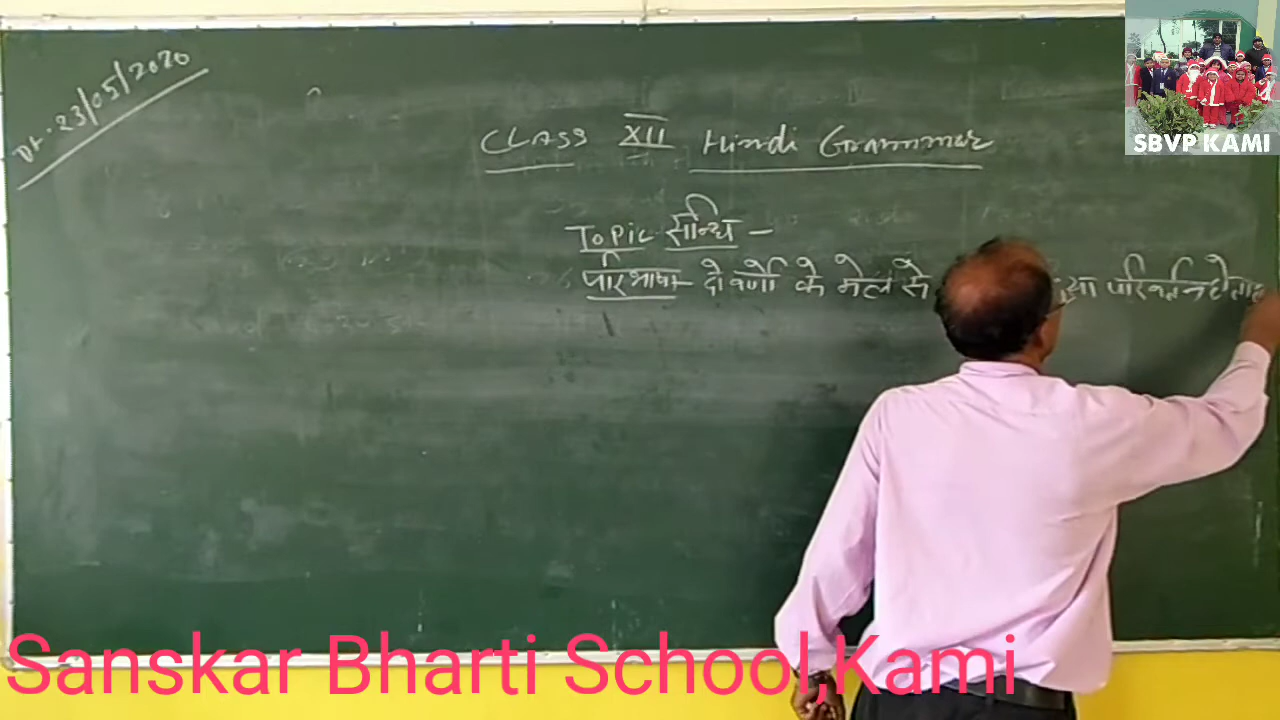 Dt. 23/05/2020
CLASS XII Hindi Grammar
Topic सन्धि –
परिभाषा– दो वर्णों के मेल से या परिवर्तन होता है
SBVP KAMI
Sanskar Bharti School,Kami